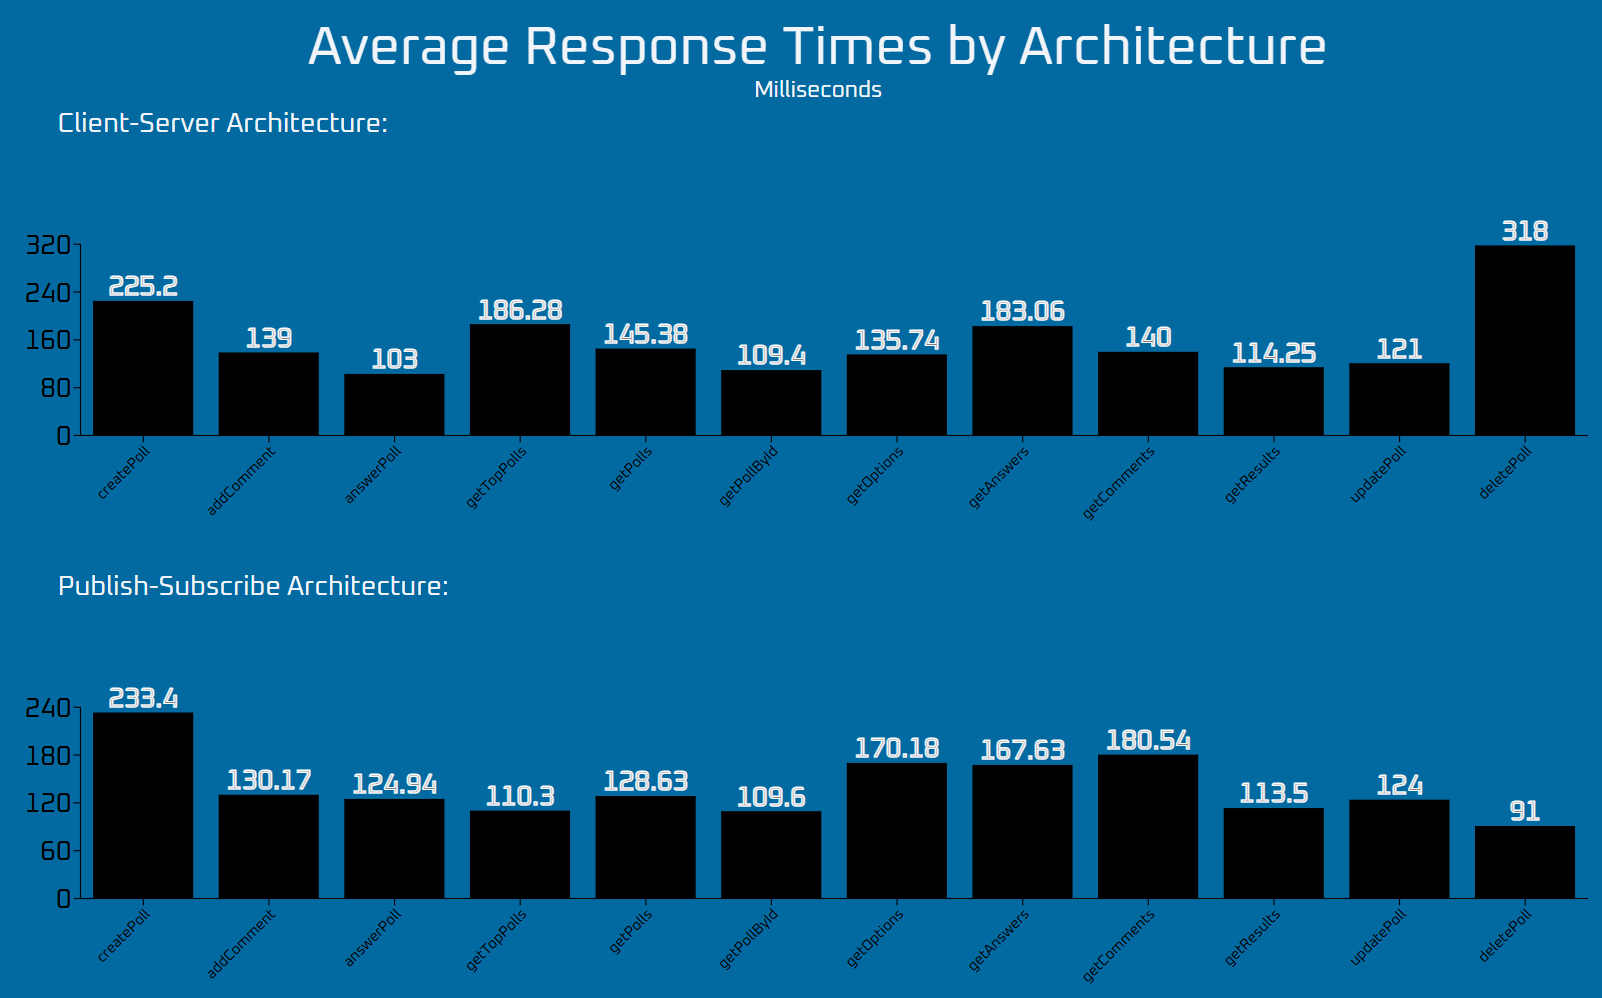 Average Response Times by Architecture
Milliseconds
Client-Server Architecture:
320
240
160
80
0
225.2
139
103
186.28
145.38
109.4
135.74
183.06
140
114.25
121
318
createPoll
addComment
answerPoll
getTopPolls
getPolls
getPollById
getOptions
getAnswers
getComments
getResults
updatePoll
deletePoll
Publish-Subscribe Architecture:
240
180
120
60
0
233.4
130.17
124.94
110.3
128.63
109.6
170.18
167.63
180.54
113.5
124
91
createPoll
addComment
answerPoll
getTopPolls
getPolls
getPollById
getOptions
getAnswers
getComments
getResults
updatePoll
deletePoll